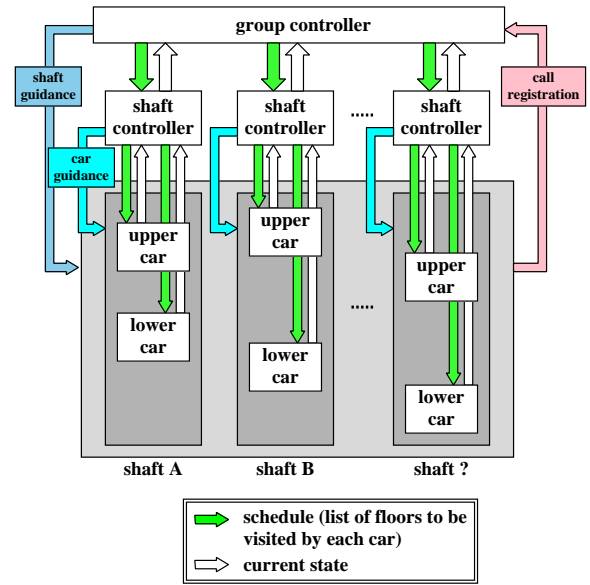 group controller
shaft
guidance
call
registration
shaft
controller
shaft
controller
.....
shaft
controller
car
guidance
upper
car
upper
car
upper
car
.....
lower
car
lower
car
lower
car
shaft A
shaft B
shaft ?
schedule (list of floors to be
visited by each car)
current state